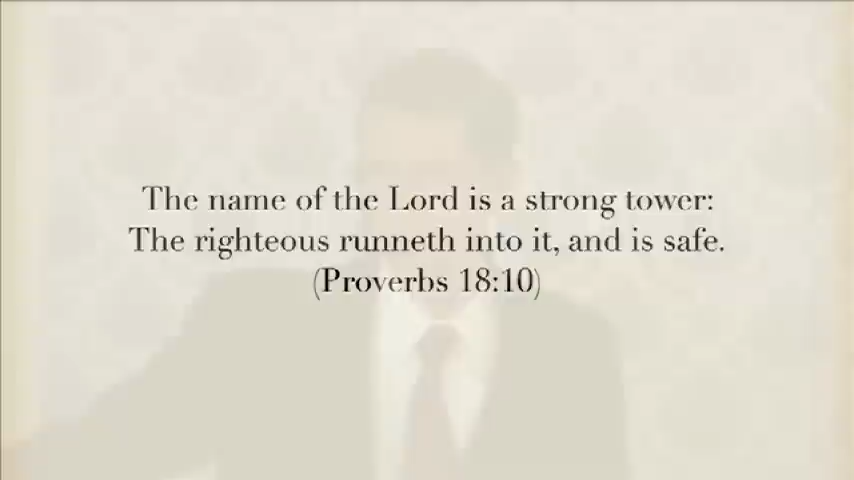 The name of the Lord is a strong tower:
The righteous runneth into it, and is safe.
(Proverbs 18:10)